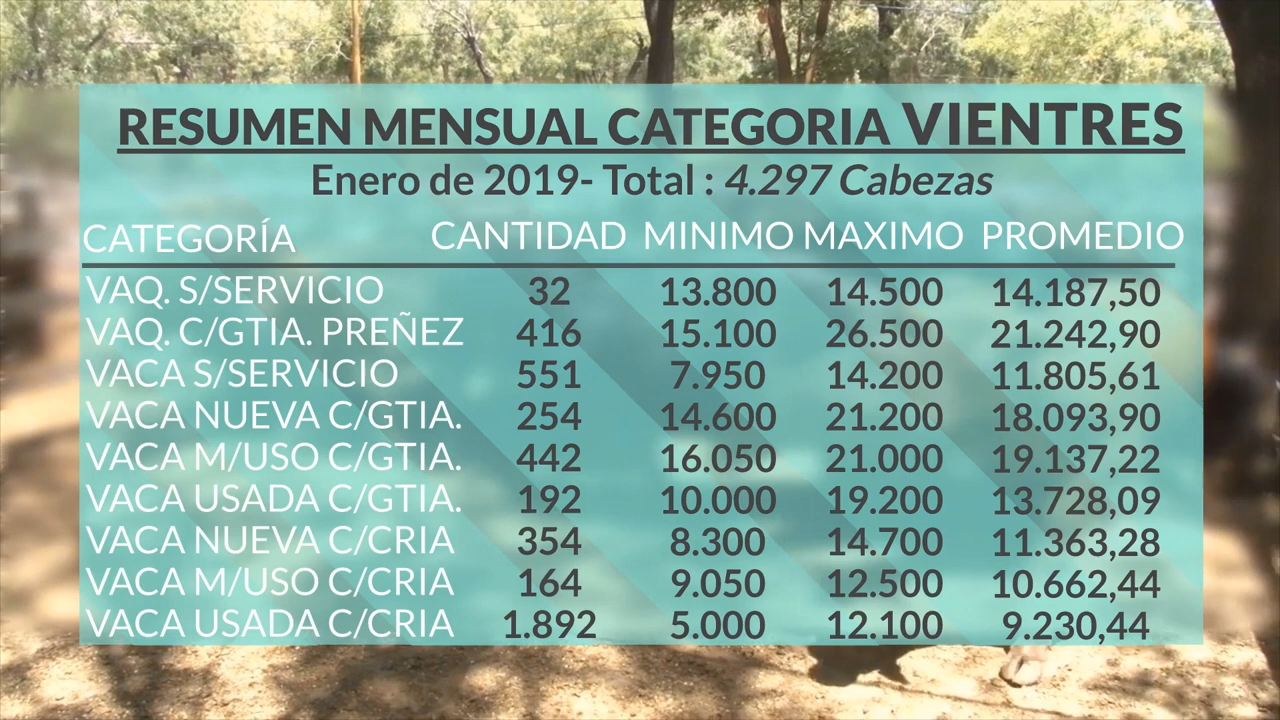 RESUMEN MENSUAL CATEGORIA VIENTRES
Enero de 2019- Total : 4.297 Cabezas
CATEGORÍA CANTIDAD MINIMO MAXIMO PROMEDIO
VAQ. S/SERVICIO 32 13.800 14.500 14.187,50
VAQ. C/GTIA. PREÑEZ 416 15.100 26.500 21.242,90
VACA S/SERVICIO 551 7.950 14.200 11.805,61
VACA NUEVA C/GTIA. 254 14.600 21.200 18.093,90
VACA M/USO C/GTIA. 442 16.050 21.000 19.137,22
VACA USADA C/GTIA. 192 10.000 19.200 13.728,09
VACA NUEVA C/CRIA 354 8.300 14.700 11.363,28
VACA M/USO C/CRIA 164 9.050 12.500 10.662,44
VACA USADA C/CRIA 1.892 5.000 12.100 9.230,44